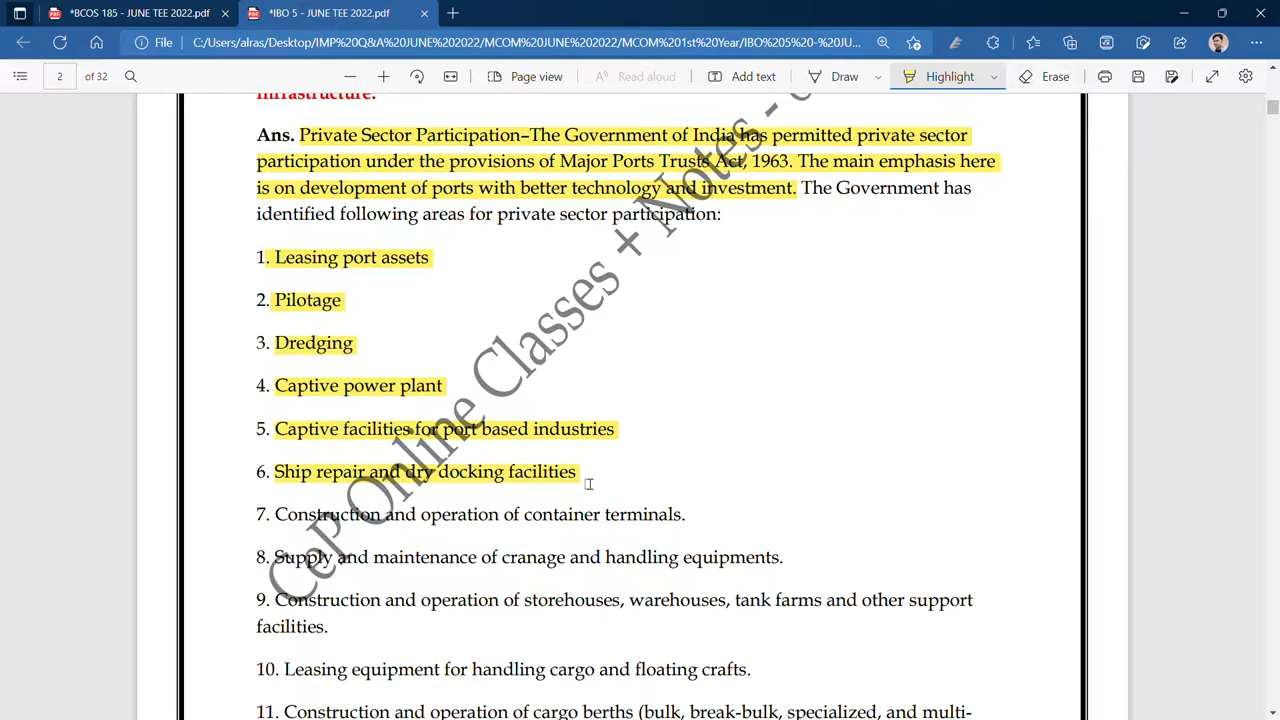 *BCOS 185 - JUNE TEE 2022.pdf
*IBO 5 - JUNE TEE 2022.pdf
File
C:/Users/alras/Desktop/IMP%20Q&A%20JUNE%202022/MCOM%20JUNE%202022/MCOM%201st%20Year/IBO%205%20-%20JU...
2 of 32
Page view
Read aloud
Add text
Draw
Highlight
Erase
infrastructure.
Ans. Private Sector Participation–The Government of India has permitted private sector
participation under the provisions of Major Ports Trusts Act, 1963. The main emphasis here
is on development of ports with better technology and investment. The Government has
identified following areas for private sector participation:
1. Leasing port assets
2. Pilotage
3. Dredging
4. Captive power plant
5. Captive facilities for port based industries
6. Ship repair and dry docking facilities
7. Construction and operation of container terminals.
8. Supply and maintenance of cranage and handling equipments.
9. Construction and operation of storehouses, warehouses, tank farms and other support
facilities.
10. Leasing equipment for handling cargo and floating crafts.
11. Construction and operation of cargo berths (bulk, break-bulk, specialized, and multi-
CeP Online Classes + Notes -